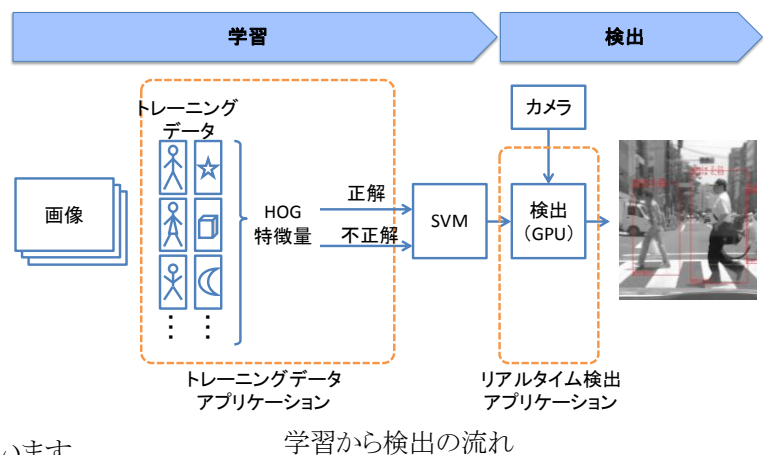 学習
検出
トレーニング
データ
カメラ
画像
HOG
特徴量
正解
不正解
SVM
検出
(GPU)
トレーニングデータ
アプリケーション
リアルタイム検出
アプリケーション
います
学習から検出の流れ